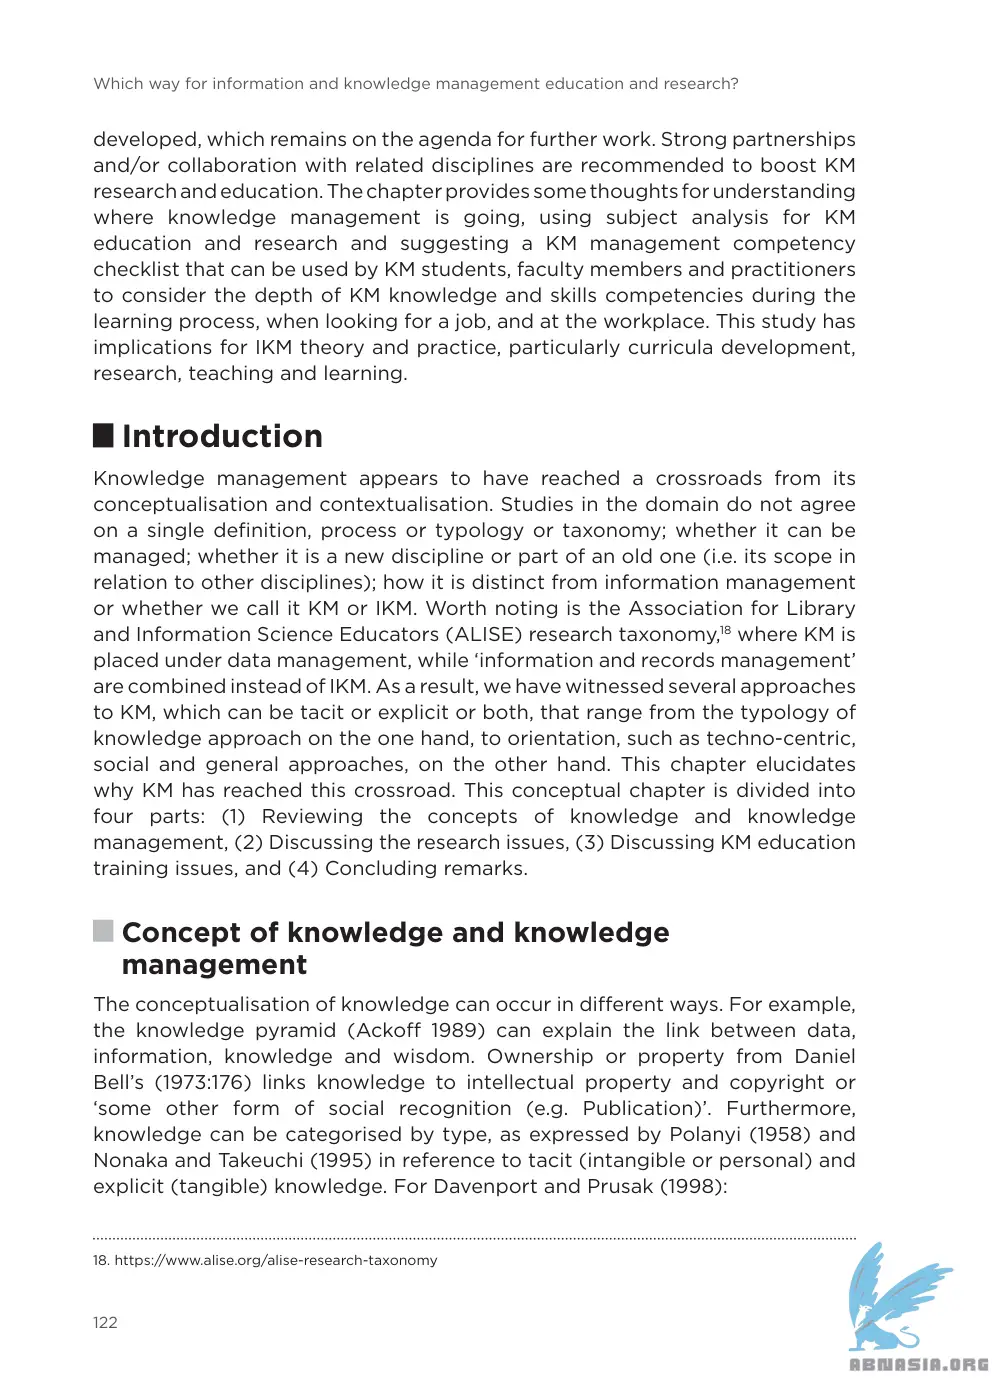 Which way for information and knowledge management education and research?
developed, which remains on the agenda for further work. Strong partnerships
and/or collaboration with related disciplines are recommended to boost KM
research and education. The chapter provides some thoughts for understanding
where knowledge management is going, using subject analysis for KM
education and research and suggesting a KM management competency
checklist that can be used by KM students, faculty members and practitioners
to consider the depth of KM knowledge and skills competencies during the
learning process, when looking for a job, and at the workplace. This study has
implications for IKM theory and practice, particularly curricula development,
research, teaching and learning.
Introduction
Knowledge management appears to have reached a crossroads from its
conceptualisation and contextualisation. Studies in the domain do not agree
on a single definition, process or typology or taxonomy; whether it can be
managed; whether it is a new discipline or part of an old one (i.e. its scope in
relation to other disciplines); how it is distinct from information management
or whether we call it KM or IKM. Worth noting is the Association for Library
and Information Science Educators (ALISE) research taxonomy,18 where KM is
placed under data management, while ‘information and records management’
are combined instead of IKM. As a result, we have witnessed several approaches
to KM, which can be tacit or explicit or both, that range from the typology of
knowledge approach on the one hand, to orientation, such as techno-centric,
social and general approaches, on the other hand. This chapter elucidates
why KM has reached this crossroad. This conceptual chapter is divided into
four parts: (1) Reviewing the concepts of knowledge and knowledge
management, (2) Discussing the research issues, (3) Discussing KM education
training issues, and (4) Concluding remarks.
Concept of knowledge and knowledge
management
The conceptualisation of knowledge can occur in different ways. For example,
the knowledge pyramid (Ackoff 1989) can explain the link between data,
information, knowledge and wisdom. Ownership or property from Daniel
Bell’s (1973:176) links knowledge to intellectual property and copyright or
‘some other form of social recognition (e.g. Publication)’. Furthermore,
knowledge can be categorised by type, as expressed by Polanyi (1958) and
Nonaka and Takeuchi (1995) in reference to tacit (intangible or personal) and
explicit (tangible) knowledge. For Davenport and Prusak (1998):
18. https://www.alise.org/alise-research-taxonomy
122
ABNASIA.ORG